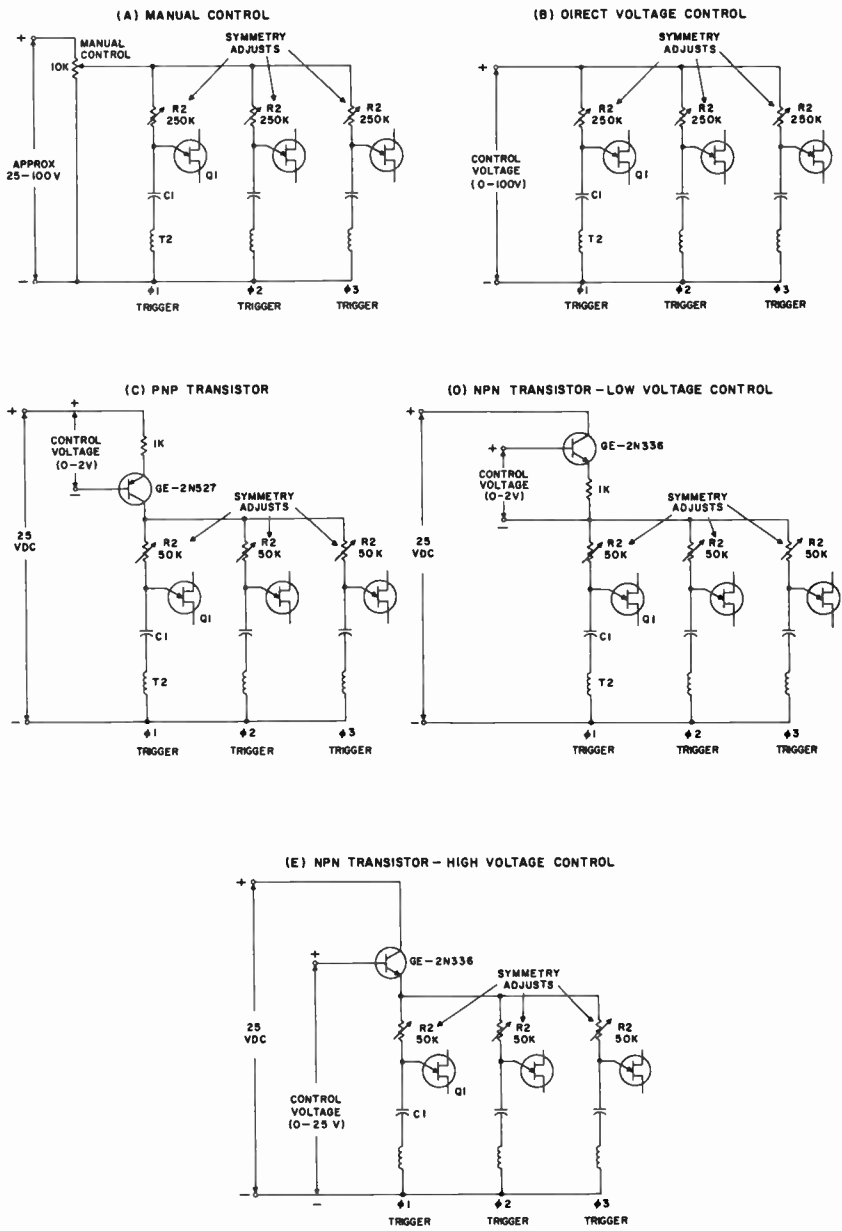 (A) MANUAL CONTROL
+
MANUAL
CONTROL
10K
SYMMETRY
ADJUSTS
R2
250K
R2
250K
R2
250K
APPROX
25-100V
Q1
C1
T2
–
ϕ1
TRIGGER
ϕ2
TRIGGER
ϕ3
TRIGGER
(B) DIRECT VOLTAGE CONTROL
SYMMETRY
ADJUSTS
+
R2
250K
R2
250K
R2
250K
CONTROL
VOLTAGE
(0-100V)
Q1
C1
T2
–
ϕ1
TRIGGER
ϕ2
TRIGGER
ϕ3
TRIGGER
(C) PNP TRANSISTOR
+
+
CONTROL
VOLTAGE
(0-2V)
1K
–
GE-2N527
SYMMETRY
ADJUSTS
25
VDC
R2
50K
R2
50K
R2
50K
Q1
C1
T2
–
ϕ1
TRIGGER
ϕ2
TRIGGER
ϕ3
TRIGGER
(D) NPN TRANSISTOR-LOW VOLTAGE CONTROL
+
+
GE-2N336
CONTROL
VOLTAGE
(0-2V)
1K
–
SYMMETRY
ADJUSTS
25
VDC
R2
50K
R2
50K
R2
50K
Q1
C1
T2
–
ϕ1
TRIGGER
ϕ2
TRIGGER
ϕ3
TRIGGER
(E) NPN TRANSISTOR – HIGH VOLTAGE CONTROL
+
+
GE-2N336
SYMMETRY
ADJUSTS
25
VDC
R2
50K
R2
50K
R2
50K
Q1
CONTROL
VOLTAGE
(0-25 V)
C1
–
–
ϕ1
TRIGGER
ϕ2
TRIGGER
ϕ3
TRIGGER